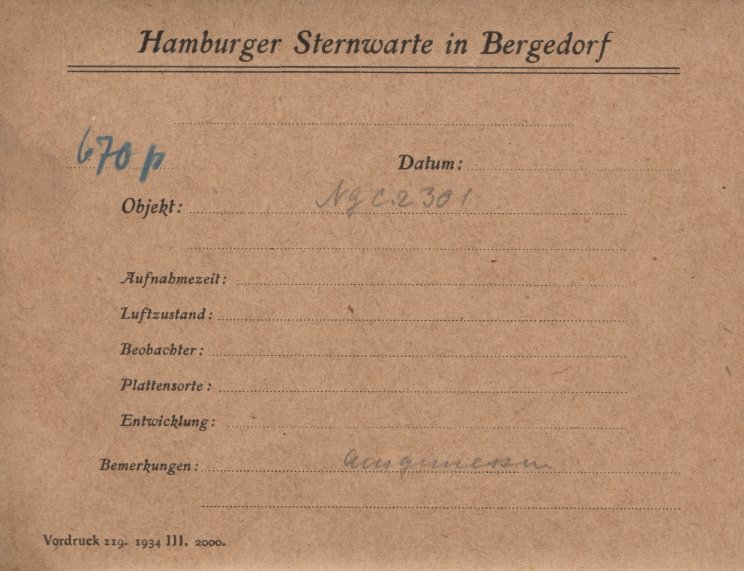 Hamburger Sternwarte in Bergedorf
670 p
Datum:
Objekt: Ngc.2301
Aufnahmezeit:
Luftzustand:
Beobachter:
Plattensorte:
Entwicklung:
Bemerkungen: ausgemessen
Vordruck 119. 1934 III. 2000.